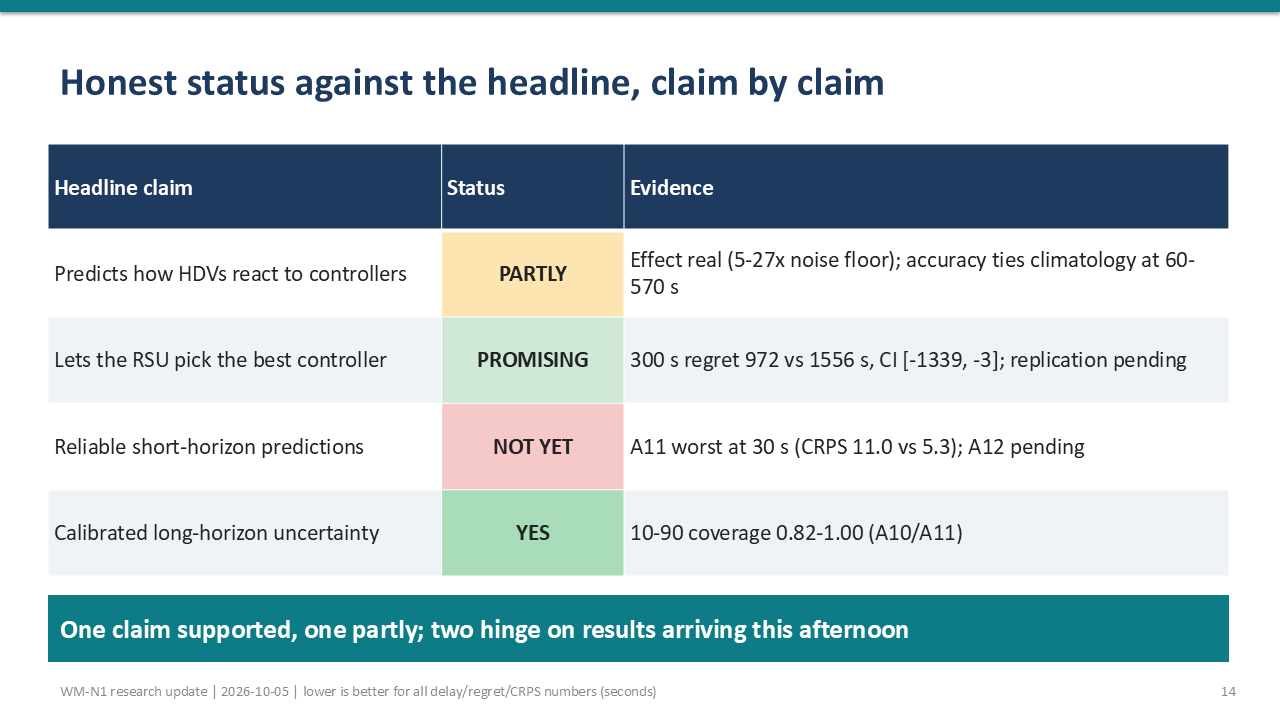 Honest status against the headline, claim by claim
Headline claim
Status
Evidence
Predicts how HDVs react to controllers
PARTLY
Effect real (5-27x noise floor); accuracy ties climatology at 60-
570 s
Lets the RSU pick the best controller
PROMISING
300 s regret 972 vs 1556 s, CI [-1339, -3]; replication pending
Reliable short-horizon predictions
NOT YET
A11 worst at 30 s (CRPS 11.0 vs 5.3); A12 pending
Calibrated long-horizon uncertainty
YES
10-90 coverage 0.82-1.00 (A10/A11)
One claim supported, one partly; two hinge on results arriving this afternoon
WM-N1 research update | 2026-10-05 | lower is better for all delay/regret/CRPS numbers (seconds)
14